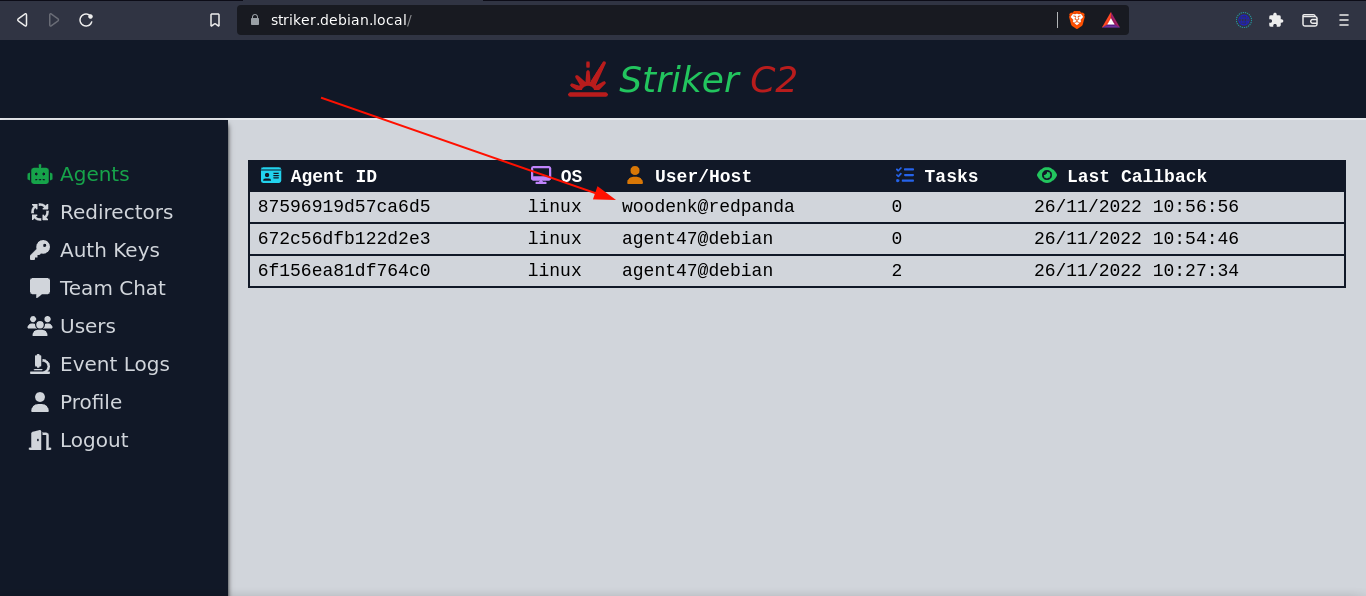 striker.debian.local/
Striker C2
Agents
Redirectors
Auth Keys
Team Chat
Users
Event Logs
Profile
Logout
Agent ID OS User/Host Tasks Last Callback
87596919d57ca6d5 linux woodenk@redpanda 0 26/11/2022 10:56:56
672c56dfb122d2e3 linux agent47@debian 0 26/11/2022 10:54:46
6f156ea81df764c0 linux agent47@debian 2 26/11/2022 10:27:34